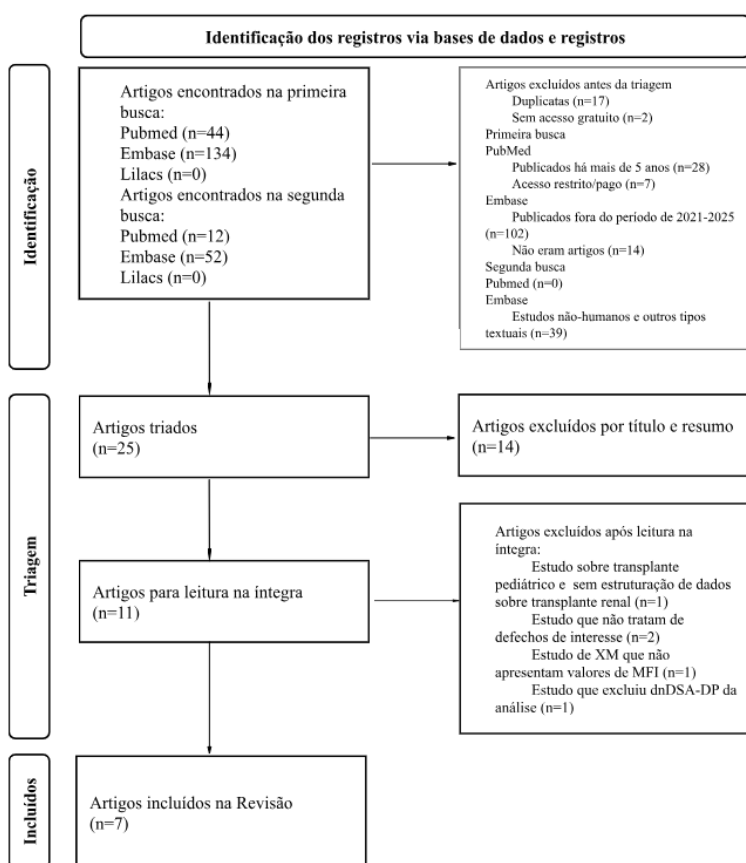 Identificação dos registros via bases de dados e registros
Identificação
Artigos encontrados na primeira
busca:
Pubmed (n=44)
Embase (n=134)
Lilacs (n=0)
Artigos encontrados na segunda
busca:
Pubmed (n=12)
Embase (n=52)
Lilacs (n=0)
Artigos excluídos antes da triagem
Duplicatas (n=17)
Sem acesso gratuito (n=2)
Primeira busca
PubMed
Publicados há mais de 5 anos (n=28)
Acesso restrito/pago (n=7)
Embase
Publicados fora do período de 2021-2025
(n=102)
Não eram artigos (n=14)
Segunda busca
Pubmed (n=0)
Embase
Estudos não-humanos e outros tipos
textuais (n=39)
Triagem
Artigos triados
(n=25)
Artigos excluídos por título e resumo
(n=14)
Artigos para leitura na íntegra
(n=11)
Artigos excluídos após leitura na
íntegra:
Estudo sobre transplante
pediátrico e sem estruturação de dados
sobre transplante renal (n=1)
Estudo que não tratam de
defechos de interesse (n=2)
Estudo de XM que não
apresentam valores de MFI (n=1)
Estudo que excluiu dnDSA-DP da
análise (n=1)
Incluídos
Artigos incluídos na Revisão
(n=7)